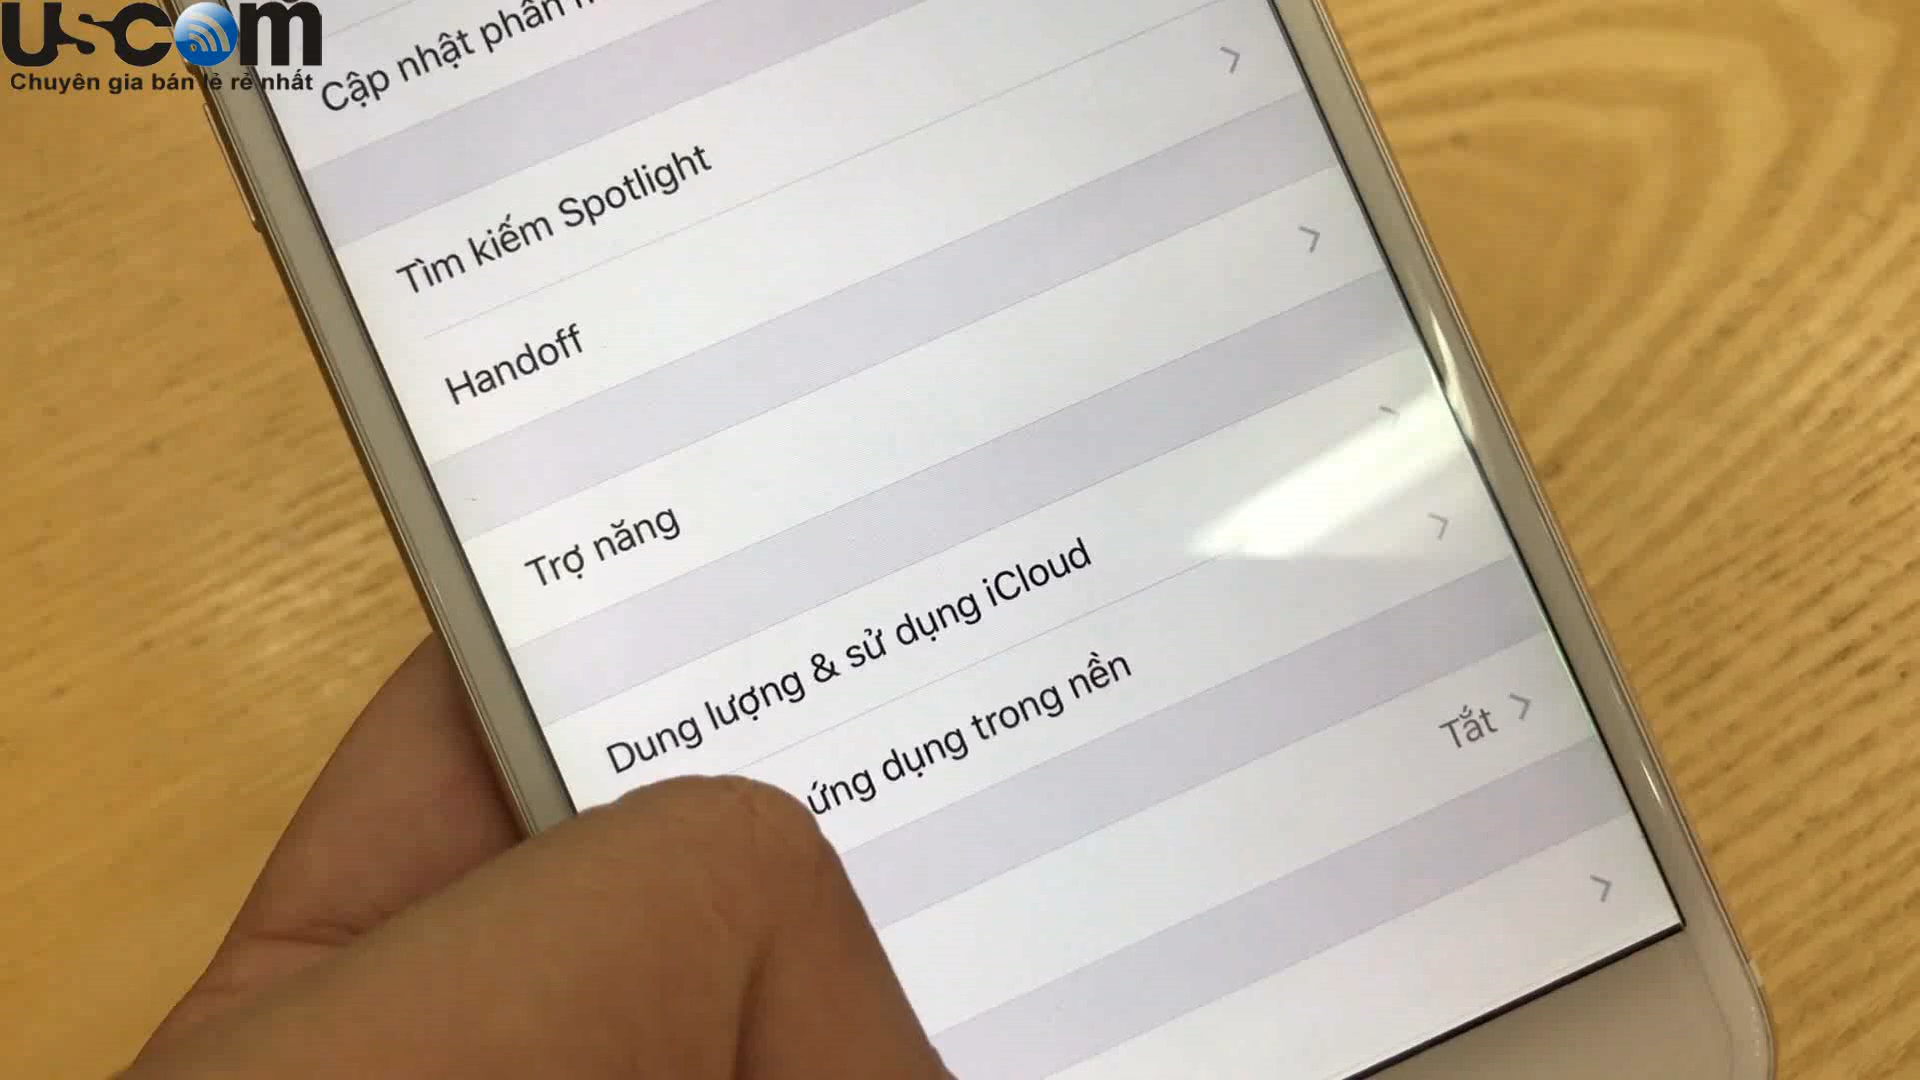 uscom
Chuyên gia bán lẻ rẻ nhất
Cập nhật phần
Tìm kiếm Spotlight
Handoff
Trợ năng
Dung lượng & sử dụng iCloud
ứng dụng trong nền
Tắt